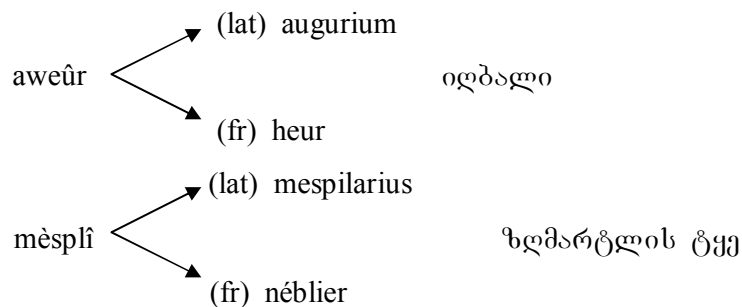 (lat) augurium
aweûr იღბალი
(fr) heur
(lat) mespilarius
mèsplî ზღმარტლის ტყე
(fr) néblier